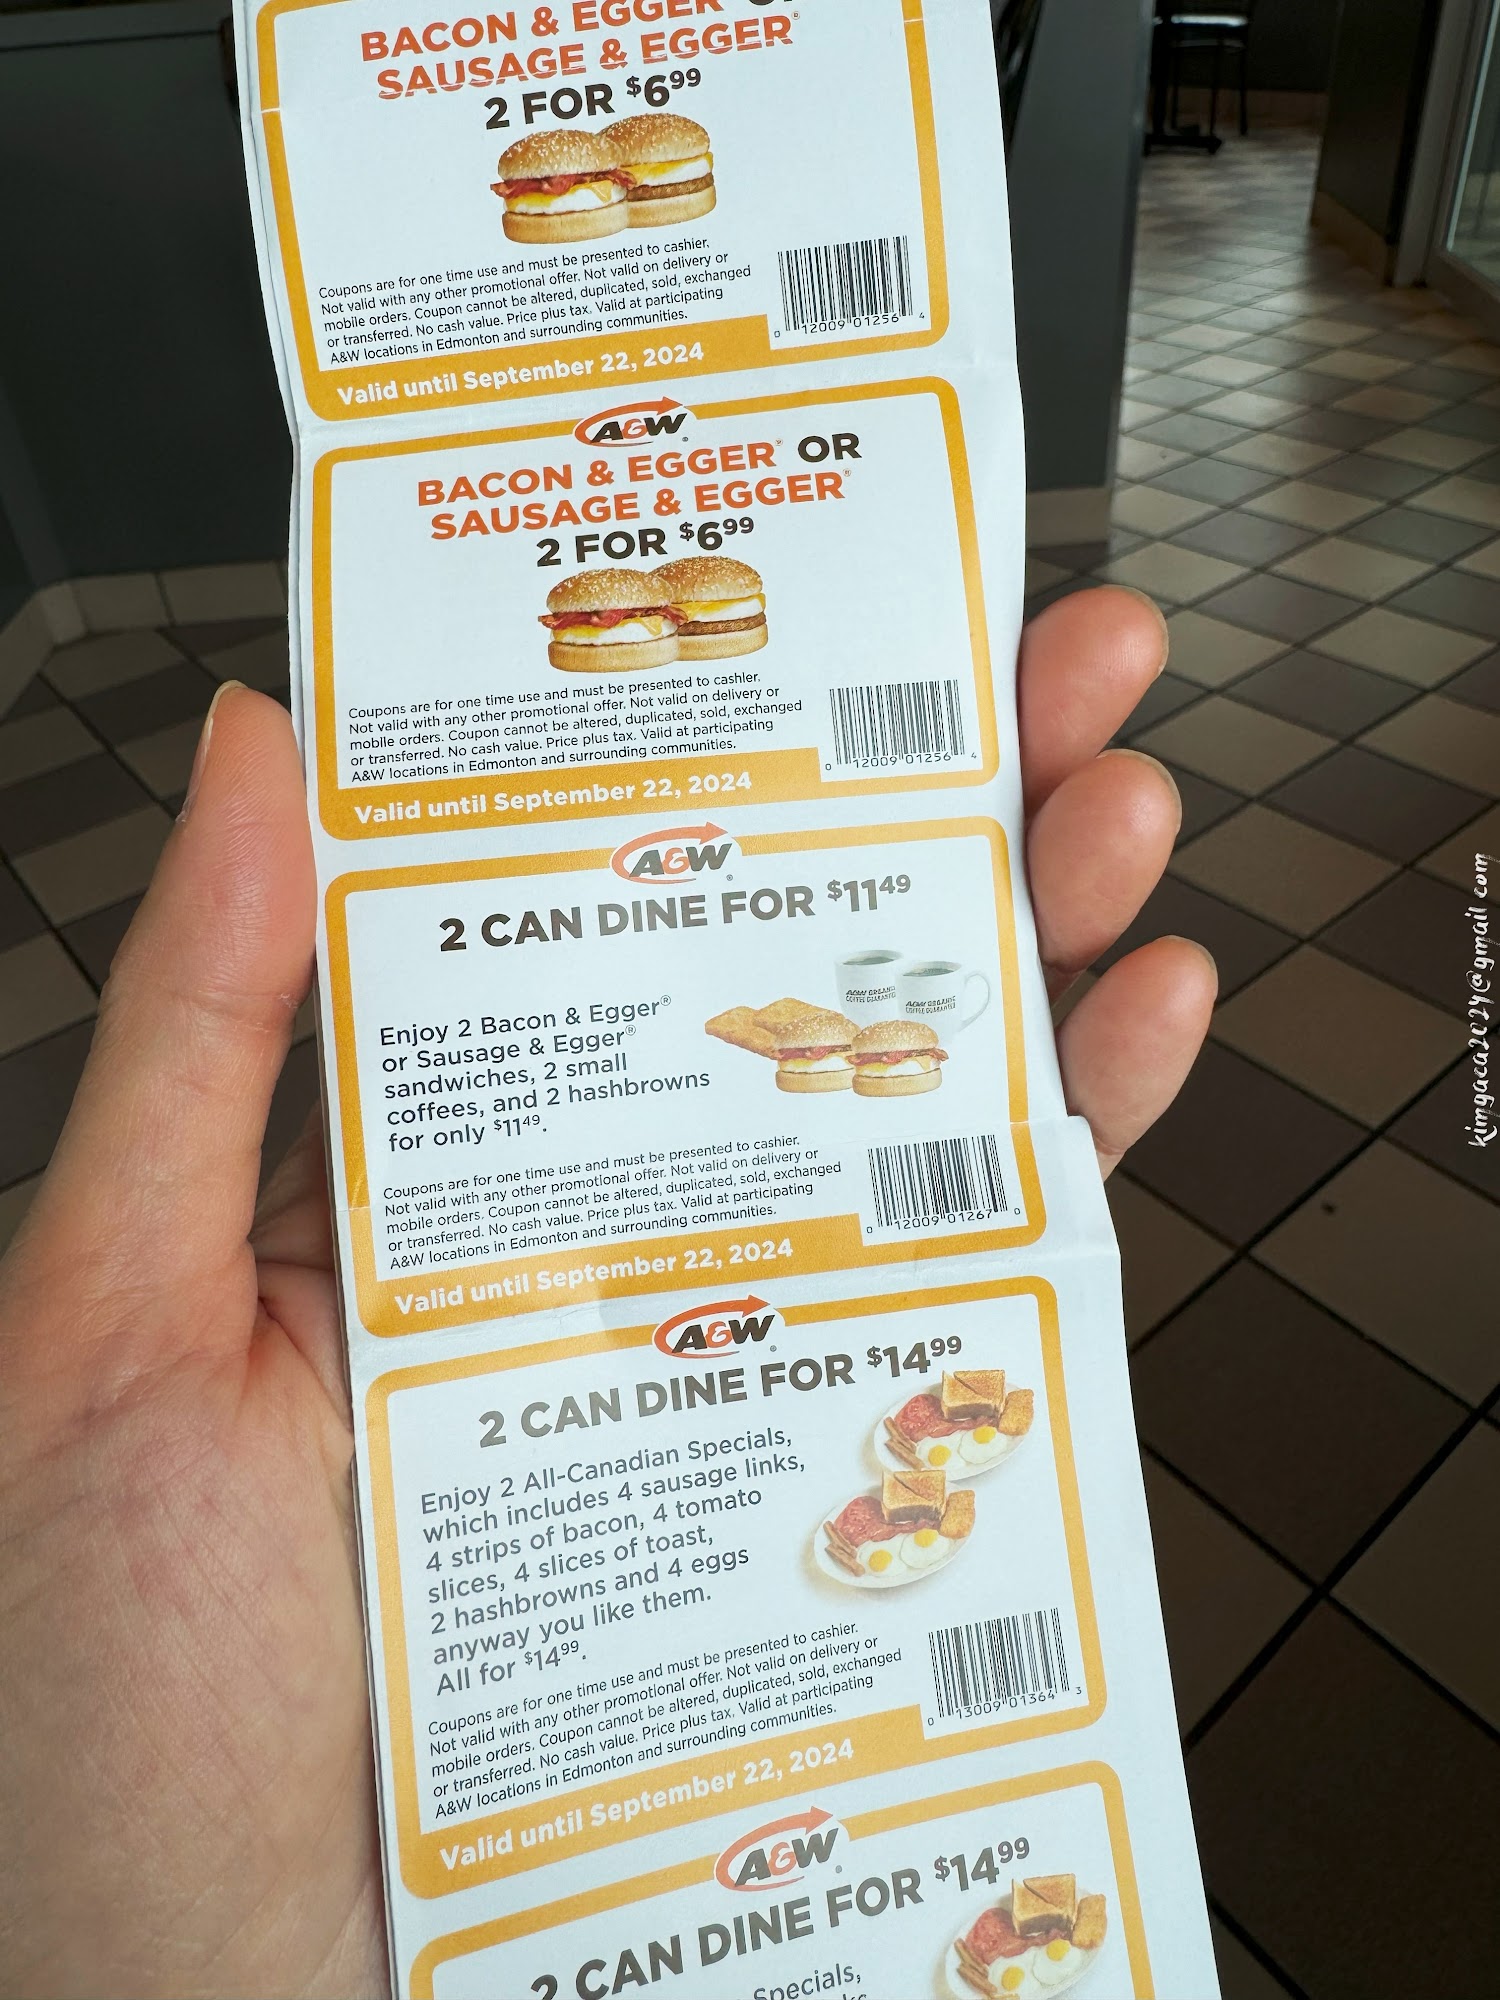 BACON & EGGER
SAUSAGE & EGGER®
2 FOR $6.99
Coupons are for one time use and must be presented to cashier.
Not valid with any other promotional offer. Not valid on delivery or
mobile orders. Coupon cannot be altered, duplicated, sold, exchanged
or transferred. No cash value. Price plus tax. Valid at participating
A&W locations in Edmonton and surrounding communities.
0 12009 01256 4
Valid until September 22, 2024
A&W®
BACON & EGGER® OR
SAUSAGE & EGGER®
2 FOR $6.99
Coupons are for one time use and must be presented to cashier.
Not valid with any other promotional offer. Not valid on delivery or
mobile orders. Coupon cannot be altered, duplicated, sold, exchanged
or transferred. No cash value. Price plus tax. Valid at participating
A&W locations in Edmonton and surrounding communities.
0 12009 01256 4
Valid until September 22, 2024
A&W®
2 CAN DINE FOR $11.49
Enjoy 2 Bacon & Egger®
or Sausage & Egger®
sandwiches, 2 small
coffees, and 2 hashbrowns
for only $11.49.
A&W ORGANIC
COFFEE GUARANTEED
A&W ORGANIC
COFFEE GUARANTEED
Coupons are for one time use and must be presented to cashier.
Not valid with any other promotional offer. Not valid on delivery or
mobile orders. Coupon cannot be altered, duplicated, sold, exchanged
or transferred. No cash value. Price plus tax. Valid at participating
A&W locations in Edmonton and surrounding communities.
0 12009 01267 0
Valid until September 22, 2024
A&W®
2 CAN DINE FOR $14.99
Enjoy 2 All-Canadian Specials,
which includes 4 sausage links,
4 strips of bacon, 4 tomato
slices, 4 slices of toast,
2 hashbrowns and 4 eggs
anyway you like them.
All for $14.99.
Coupons are for one time use and must be presented to cashier.
Not valid with any other promotional offer. Not valid on delivery or
mobile orders. Coupon cannot be altered, duplicated, sold, exchanged
or transferred. No cash value. Price plus tax. Valid at participating
A&W locations in Edmonton and surrounding communities.
0 13009 01364 3
Valid until September 22, 2024
A&W®
2 CAN DINE FOR $14.99
Specials,
kimgaca2024@gmail.com